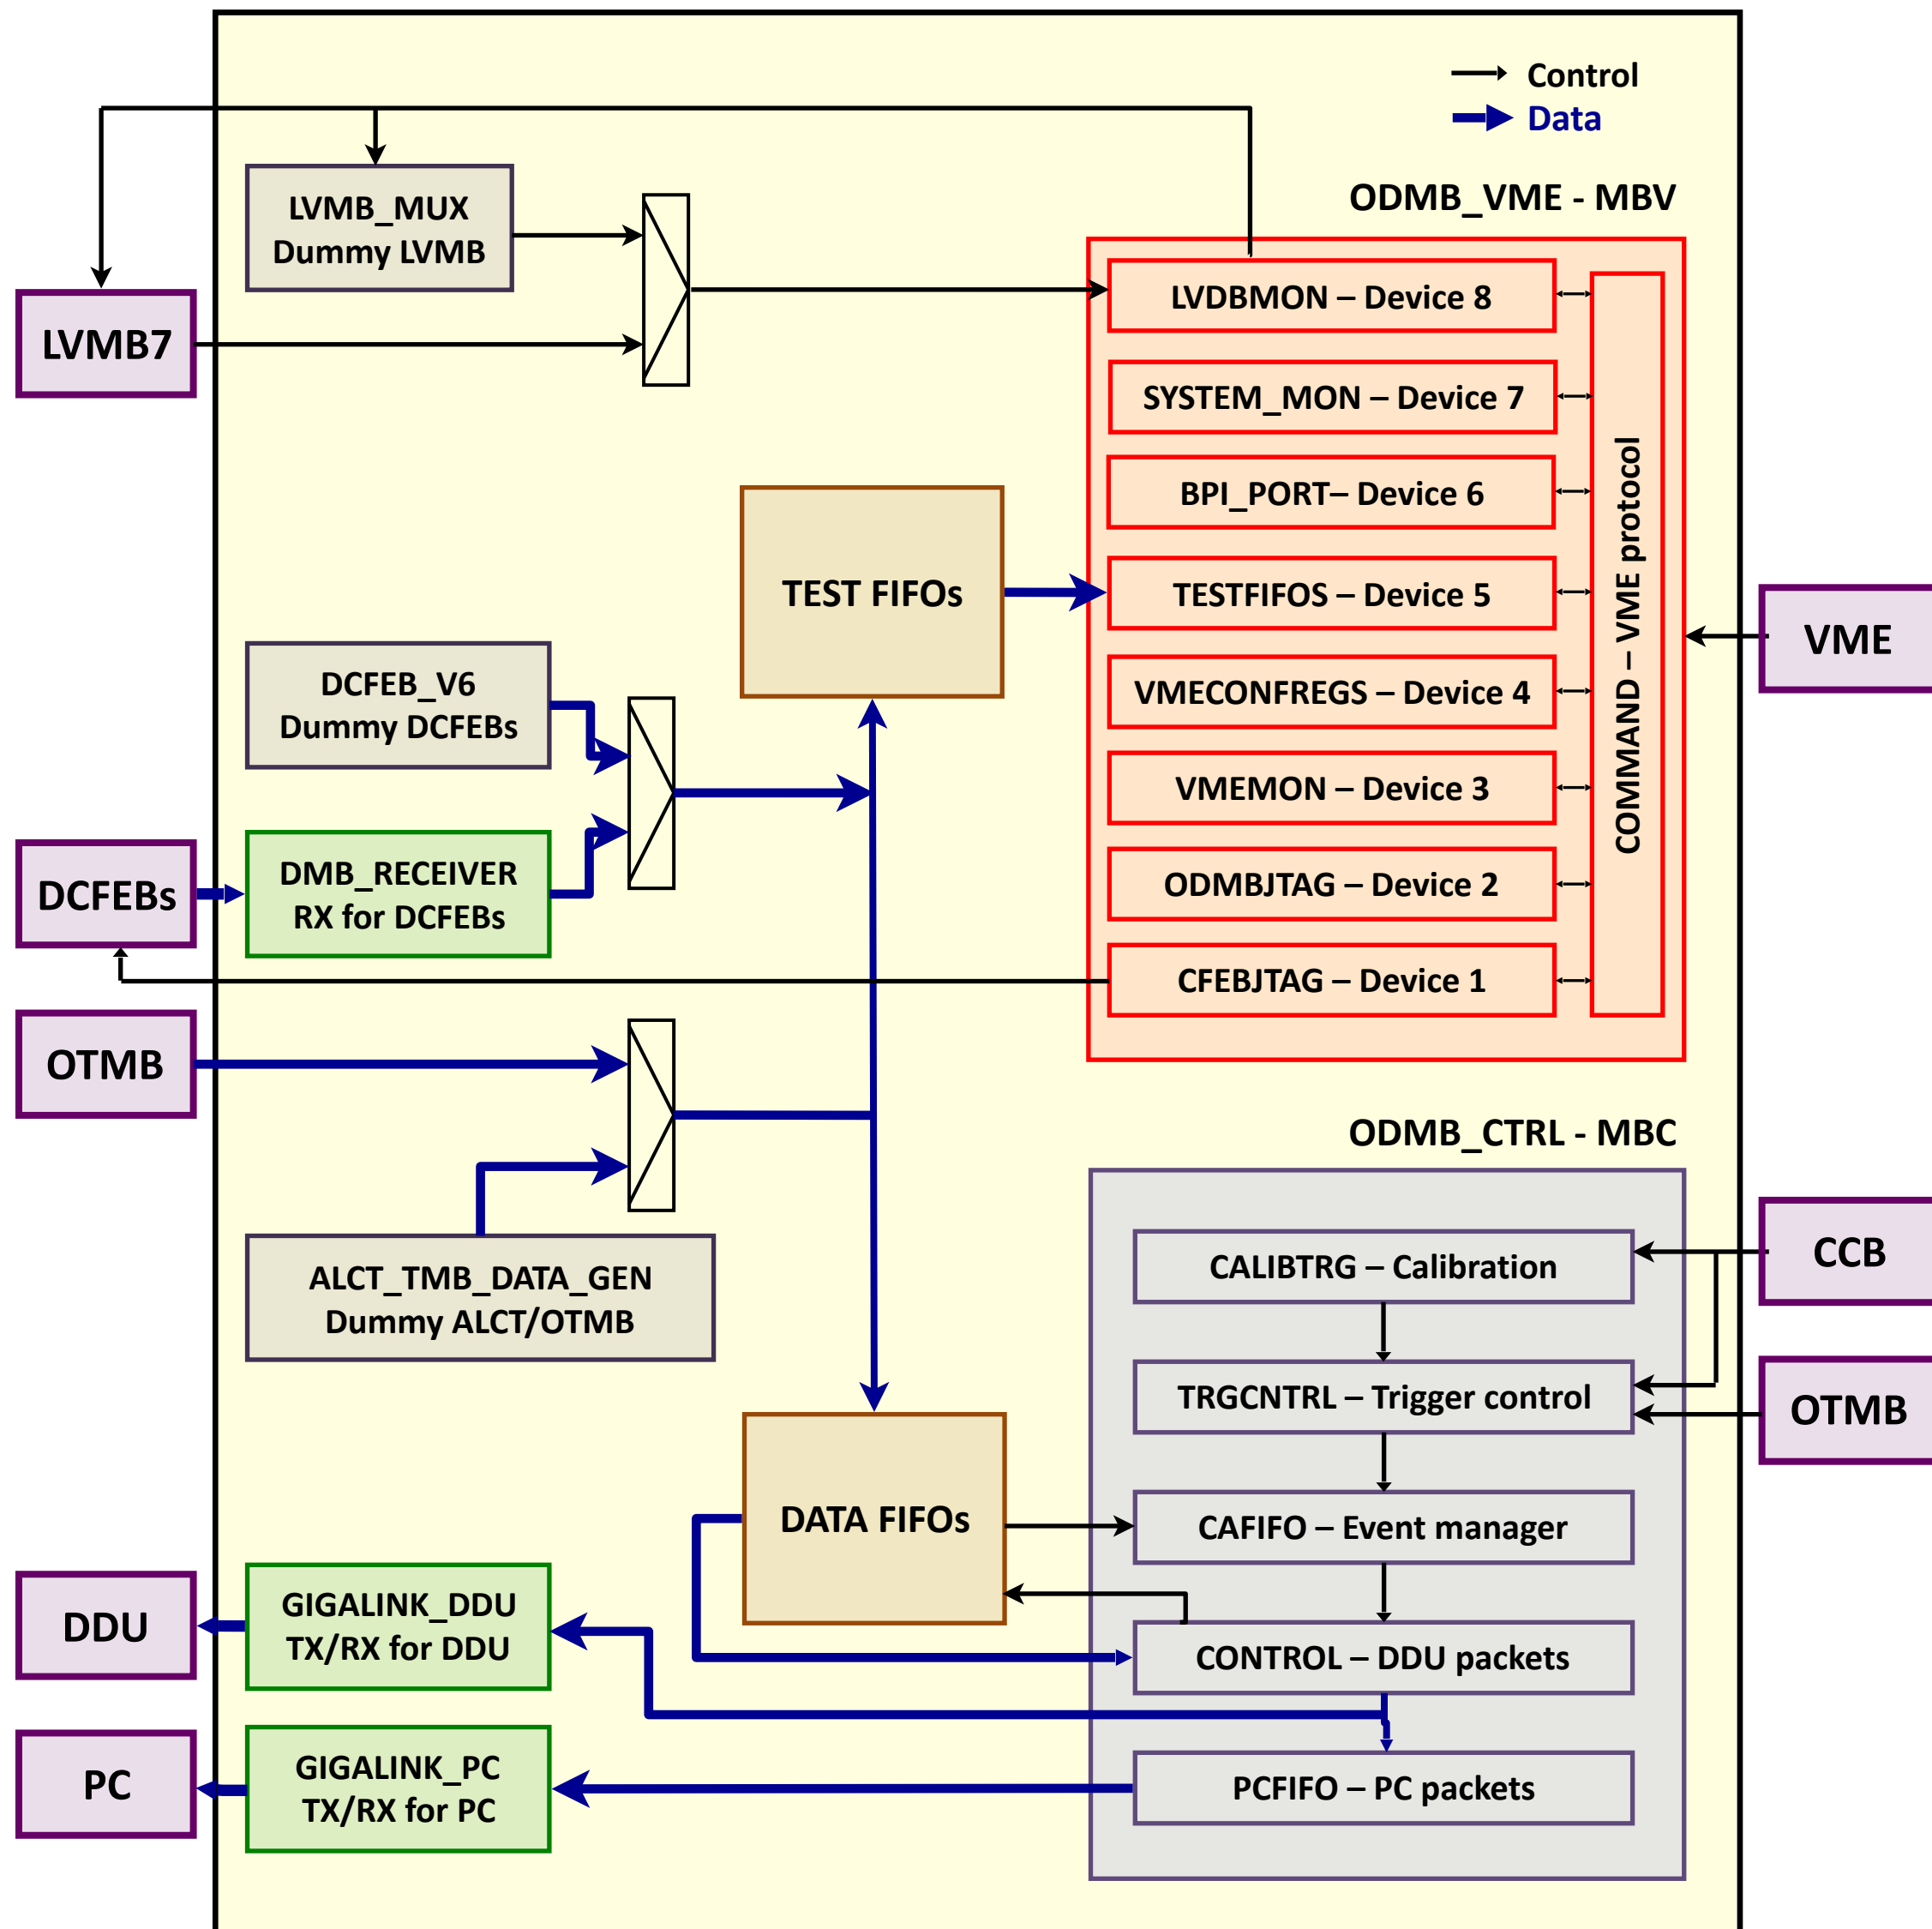 Control
Data
ODMB_VME - MBV
LVMB_MUX
Dummy LVMB
LVMB7
LVDBMON – Device 8
SYSTEM_MON – Device 7
BPI_PORT– Device 6
TESTFIFOS – Device 5
VMECONFREGS – Device 4
VMEMON – Device 3
ODMBJTAG – Device 2
CFEBJTAG – Device 1
COMMAND – VME protocol
VME
TEST FIFOs
DCFEB_V6
Dummy DCFEBs
DCFEBs
DMB_RECEIVER
RX for DCFEBs
OTMB
ALCT_TMB_DATA_GEN
Dummy ALCT/OTMB
ODMB_CTRL - MBC
CALIBTRG – Calibration
TRGCNTRL – Trigger control
CAFIFO – Event manager
CONTROL – DDU packets
PCFIFO – PC packets
CCB
OTMB
DATA FIFOs
DDU
GIGALINK_DDU
TX/RX for DDU
PC
GIGALINK_PC
TX/RX for PC